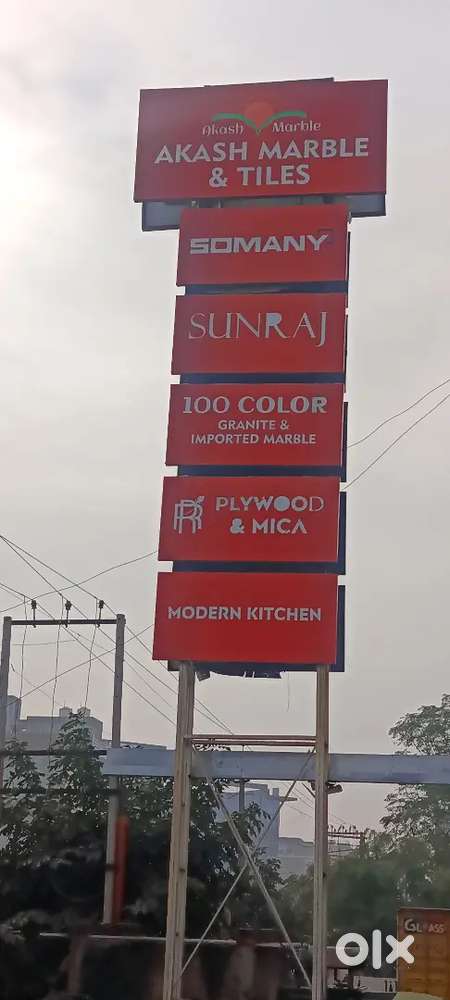 Akash Marble
AKASH MARBLE
& TILES
SOMANY
SUNRAJ
100 COLOR
GRANITE &
IMPORTED MARBLE
PLYWOOD
& MICA
MODERN KITCHEN
olx